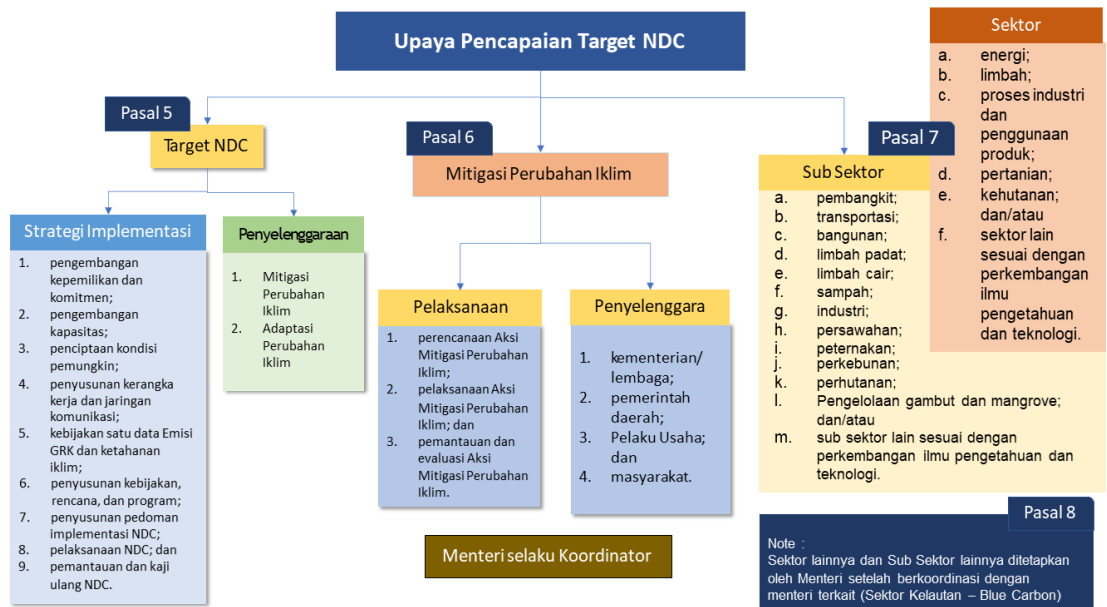 Upaya Pencapaian Target NDC
Pasal 5
Target NDC
Strategi Implementasi
1. pengembangan
kepemilikan dan
komitmen;
2. pengembangan
kapasitas;
3. penciptaan kondisi
pemungkin;
4. penyusunan kerangka
kerja dan jaringan
komunikasi;
5. kebijakan satu data Emisi
GRK dan ketahanan
iklim;
6. penyusunan kebijakan,
rencana, dan program;
7. penyusunan pedoman
implementasi NDC;
8. pelaksanaan NDC; dan
9. pemantauan dan kaji
ulang NDC.
Penyelenggaraan
1. Mitigasi
Perubahan
Iklim
2. Adaptasi
Perubahan
Iklim
Pasal 6
Mitigasi Perubahan Iklim
Pelaksanaan
1. perencanaan Aksi
Mitigasi Perubahan
Iklim;
2. pelaksanaan Aksi
Mitigasi Perubahan
Iklim; dan
3. pemantauan dan
evaluasi Aksi
Mitigasi Perubahan
Iklim.
Penyelenggara
1. kementerian/
lembaga;
2. pemerintah
daerah;
3. Pelaku Usaha;
dan
4. masyarakat.
Menteri selaku Koordinator
Pasal 7
Sub Sektor
a. pembangkit;
b. transportasi;
c. bangunan;
d. limbah padat;
e. limbah cair;
f. sampah;
g. industri;
h. persawahan;
i. peternakan;
j. perkebunan;
k. perhutanan;
l. Pengelolaan gambut dan mangrove;
dan/atau
m. sub sektor lain sesuai dengan
perkembangan ilmu pengetahuan dan
teknologi.
Sektor
a. energi;
b. limbah;
c. proses industri
dan
penggunaan
produk;
d. pertanian;
e. kehutanan;
dan/atau
f. sektor lain
sesuai dengan
perkembangan
ilmu
pengetahuan
dan teknologi.
Pasal 8
Note :
Sektor lainnya dan Sub Sektor lainnya ditetapkan
oleh Menteri setelah berkoordinasi dengan
menteri terkait (Sektor Kelautan – Blue Carbon)